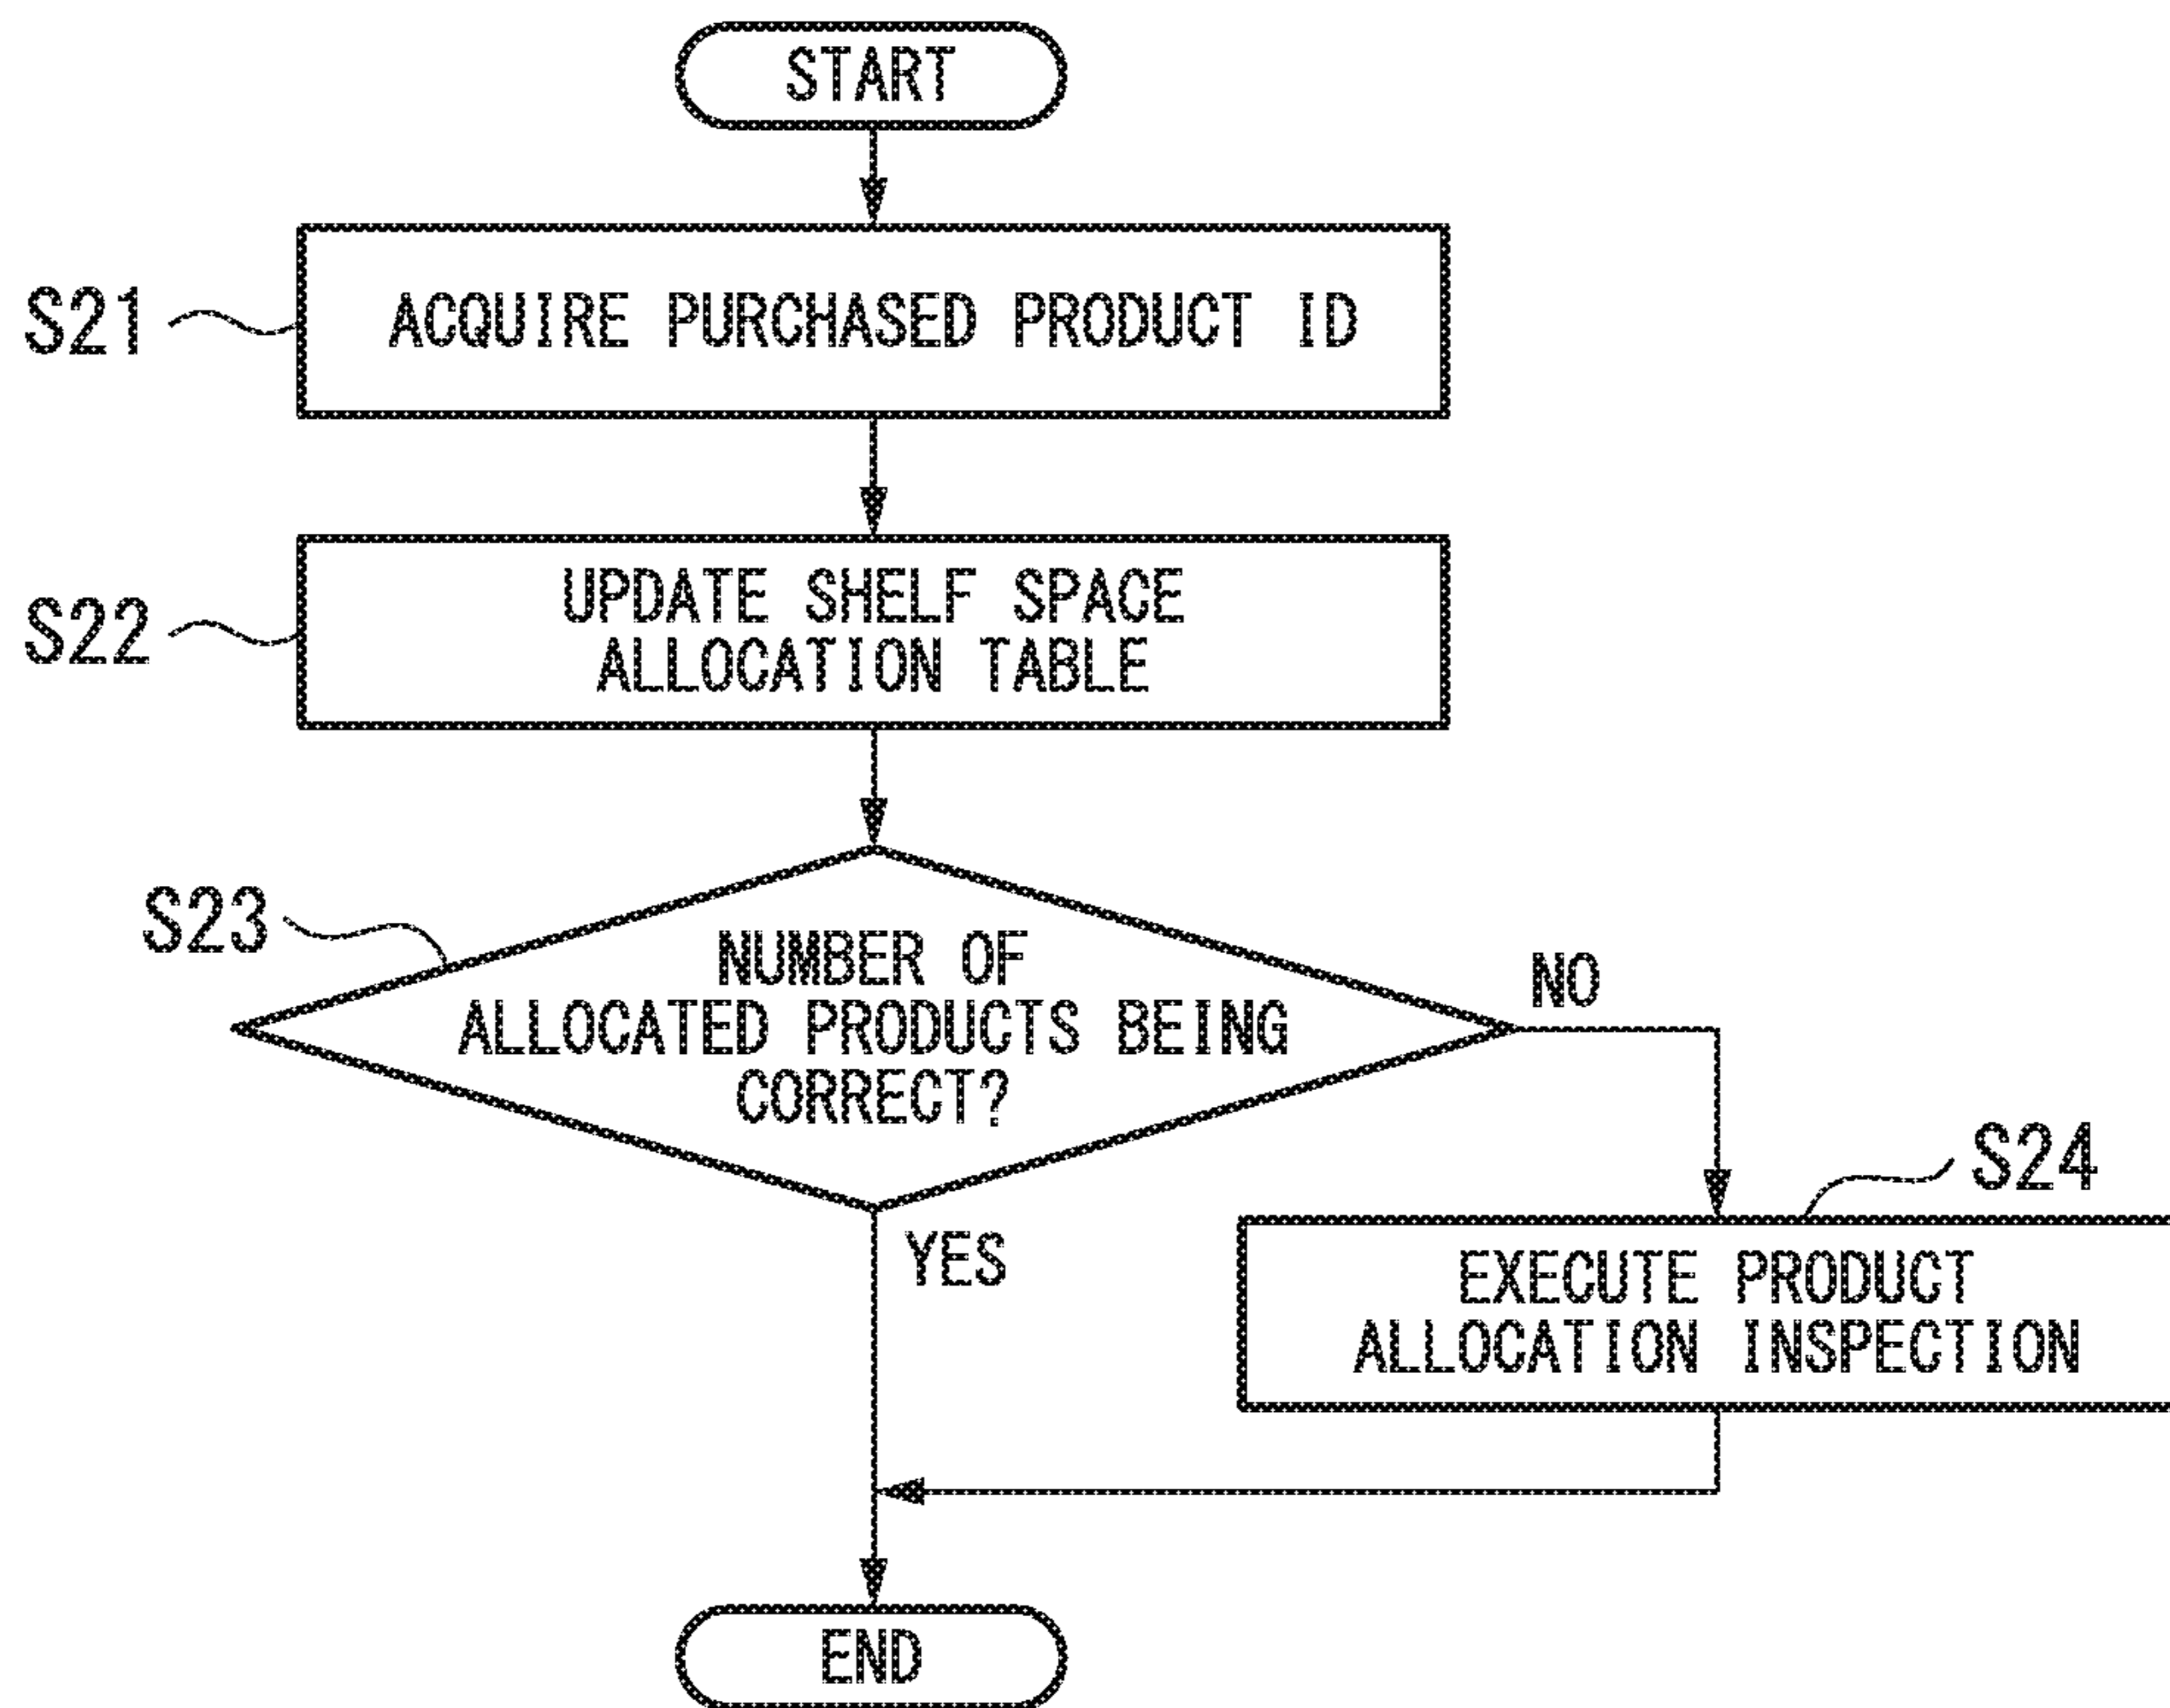 START
S21
ACQUIRE PURCHASED PRODUCT ID
S22
UPDATE SHELF SPACE
ALLOCATION TABLE
S23
NUMBER OF
ALLOCATED PRODUCTS BEING
CORRECT?
NO
YES
S24
EXECUTE PRODUCT
ALLOCATION INSPECTION
END